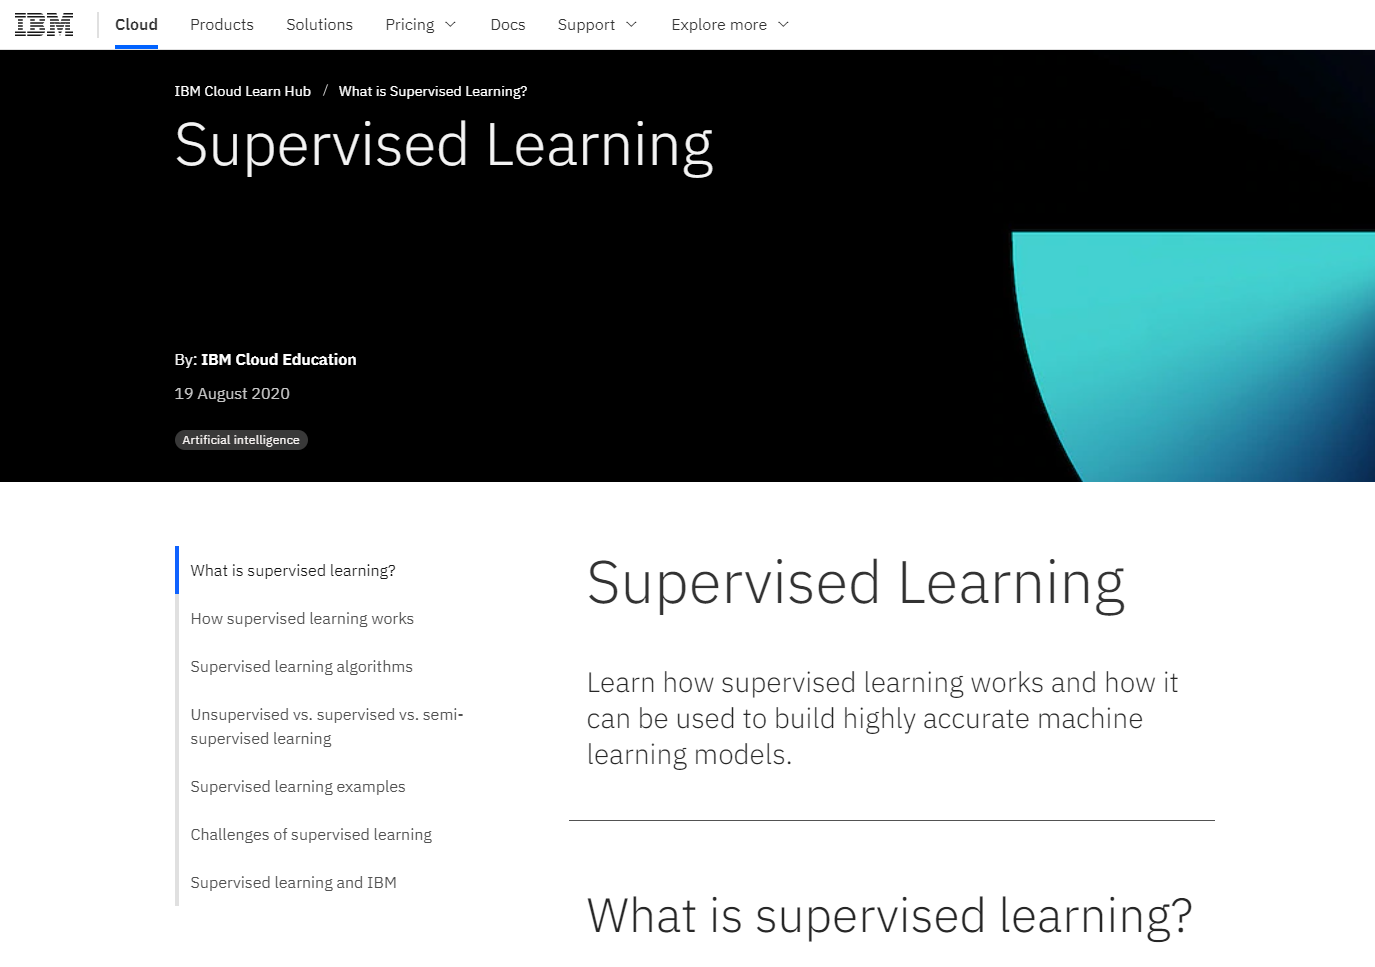 IBM
Cloud
Products
Solutions
Pricing
Docs
Support
Explore more
IBM Cloud Learn Hub / What is Supervised Learning?
Supervised Learning
By: IBM Cloud Education
19 August 2020
Artificial intelligence
What is supervised learning?
How supervised learning works
Supervised learning algorithms
Unsupervised vs. supervised vs. semi-
supervised learning
Supervised learning examples
Challenges of supervised learning
Supervised learning and IBM
Supervised Learning
Learn how supervised learning works and how it
can be used to build highly accurate machine
learning models.
What is supervised learning?